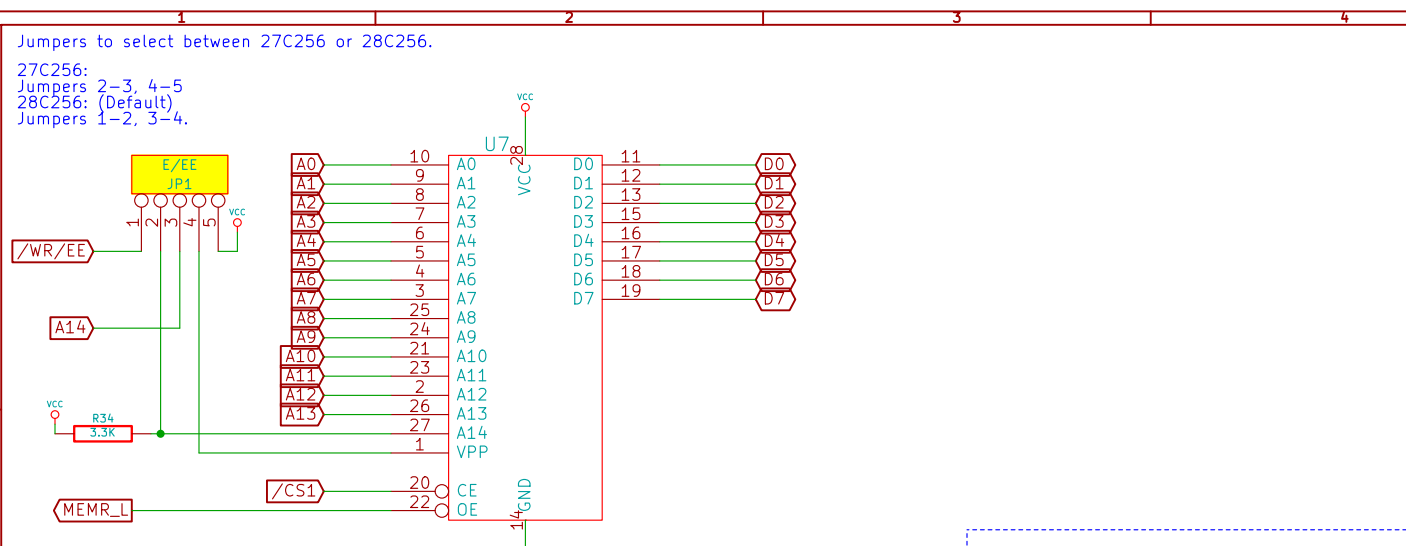 1 2 3 4
Jumpers to select between 27C256 or 28C256.
27C256:
Jumpers 2-3, 4-5
28C256: (Default)
Jumpers 1-2, 3-4.
VCC
U7
28
VCC
E/EE
JP1
1 2 3 4 5
VCC
/WR/EE
A14
VCC
R34
3.3K
A0 10 A0 D0 11 D0
A1 9 A1 D1 12 D1
A2 8 A2 D2 13 D2
A3 7 A3 D3 15 D3
A4 6 A4 D4 16 D4
A5 5 A5 D5 17 D5
A6 4 A6 D6 18 D6
A7 3 A7 D7 19 D7
A8 25 A8
A9 24 A9
A10 21 A10
A11 23 A11
A12 2 A12
A13 26 A13
27 A14
1 VPP
/CS1 20 CE
MEMR_L 22 OE
GND
14